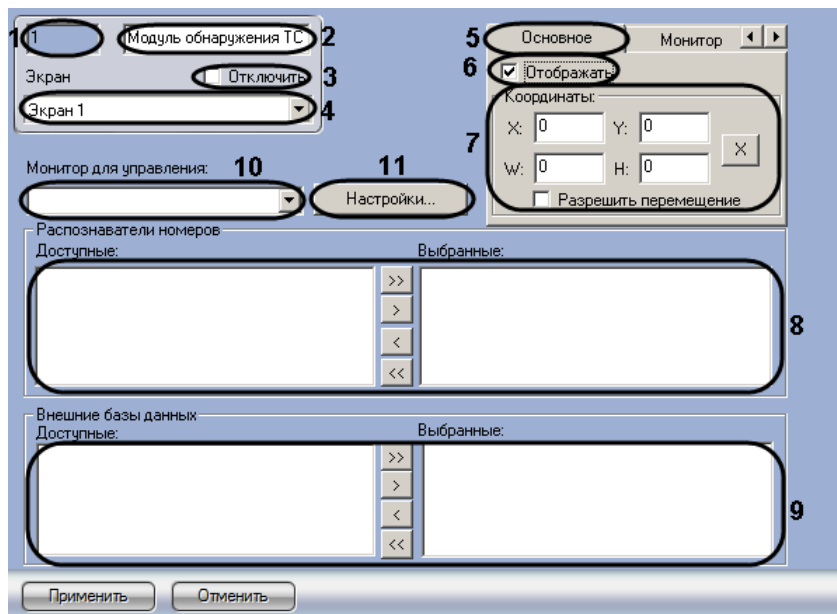 1 1 Модуль обнаружения ТС 2
Экран Отключить 3
Экран 1 4
5 Основное Монитор
6 Отображать
Координаты:
7 X: 0 Y: 0 X
W: 0 H: 0
Разрешить перемещение
Монитор для управления: 10 11
Настройки...
Распознаватели номеров
Доступные: Выбранные:
>>
>
<
<<
8
Внешние базы данных
Доступные: Выбранные:
>>
>
<
<<
9
Применить Отменить